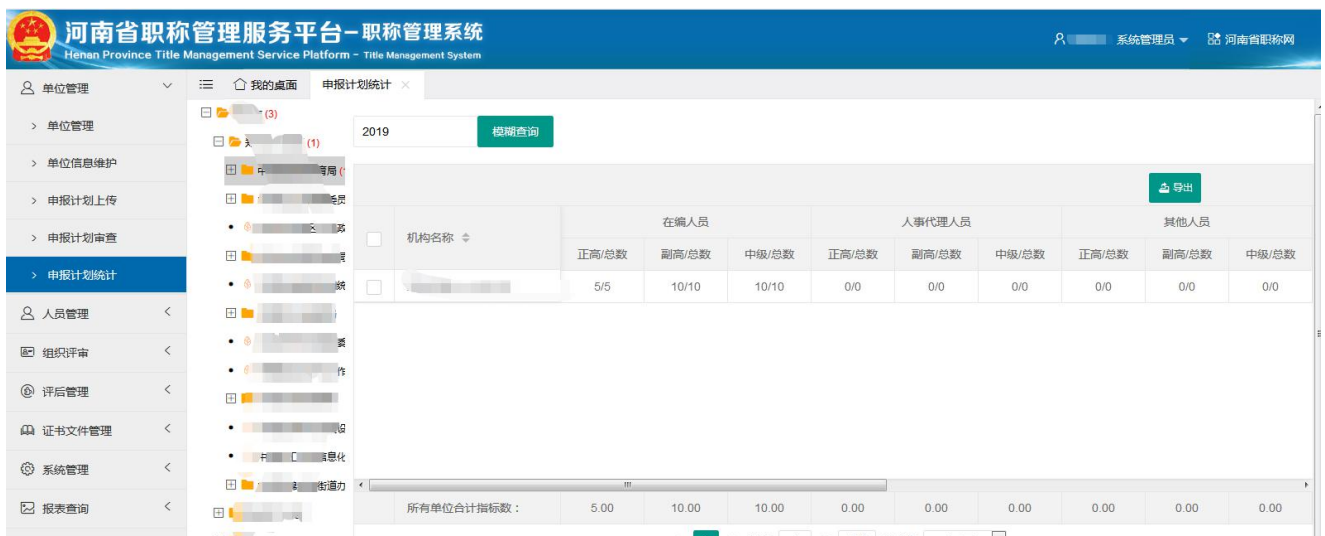 河南省职称管理服务平台-职称管理系统
Henan Province Title Management Service Platform - Title Management System
系统管理员 河南省职称网
单位管理
单位管理
单位信息维护
申报计划上传
申报计划审查
申报计划统计
人员管理
组织评审
评后管理
证书文件管理
系统管理
报表查询
我的桌面 申报计划统计
(3)
(1)
育局(
政
统
委
作
息化
街道办
2019 模糊查询
导出
机构名称 在编人员 人事代理人员 其他人员
正高/总数 副高/总数 中级/总数 正高/总数 副高/总数 中级/总数 正高/总数 副高/总数 中级/总数
5/5 10/10 10/10 0/0 0/0 0/0 0/0 0/0 0/0
所有单位合计指标数: 5.00 10.00 10.00 0.00 0.00 0.00 0.00 0.00 0.00